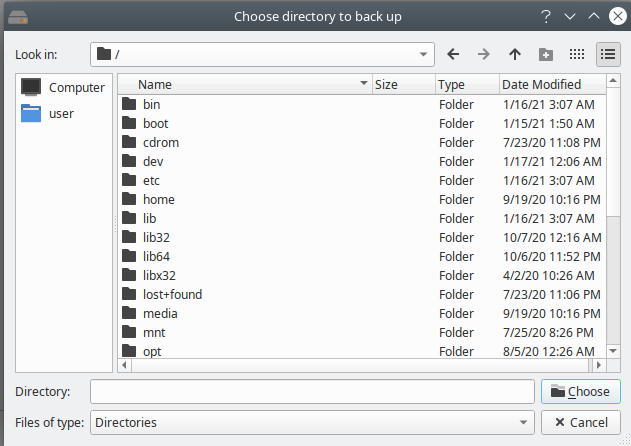 Choose directory to back up
Look in: /
Computer
user
Name Size Type Date Modified
bin Folder 1/16/21 3:07 AM
boot Folder 1/15/21 1:50 AM
cdrom Folder 7/23/20 11:08 PM
dev Folder 1/17/21 12:06 AM
etc Folder 1/16/21 3:07 AM
home Folder 9/19/20 10:16 PM
lib Folder 1/16/21 3:07 AM
lib32 Folder 10/7/20 12:16 AM
lib64 Folder 10/6/20 11:52 PM
libx32 Folder 4/2/20 10:26 AM
lost+found Folder 7/23/20 11:06 PM
media Folder 9/19/20 10:16 PM
mnt Folder 7/25/20 8:26 PM
opt Folder 8/5/20 12:26 AM
Directory: Choose
Files of type: Directories Cancel